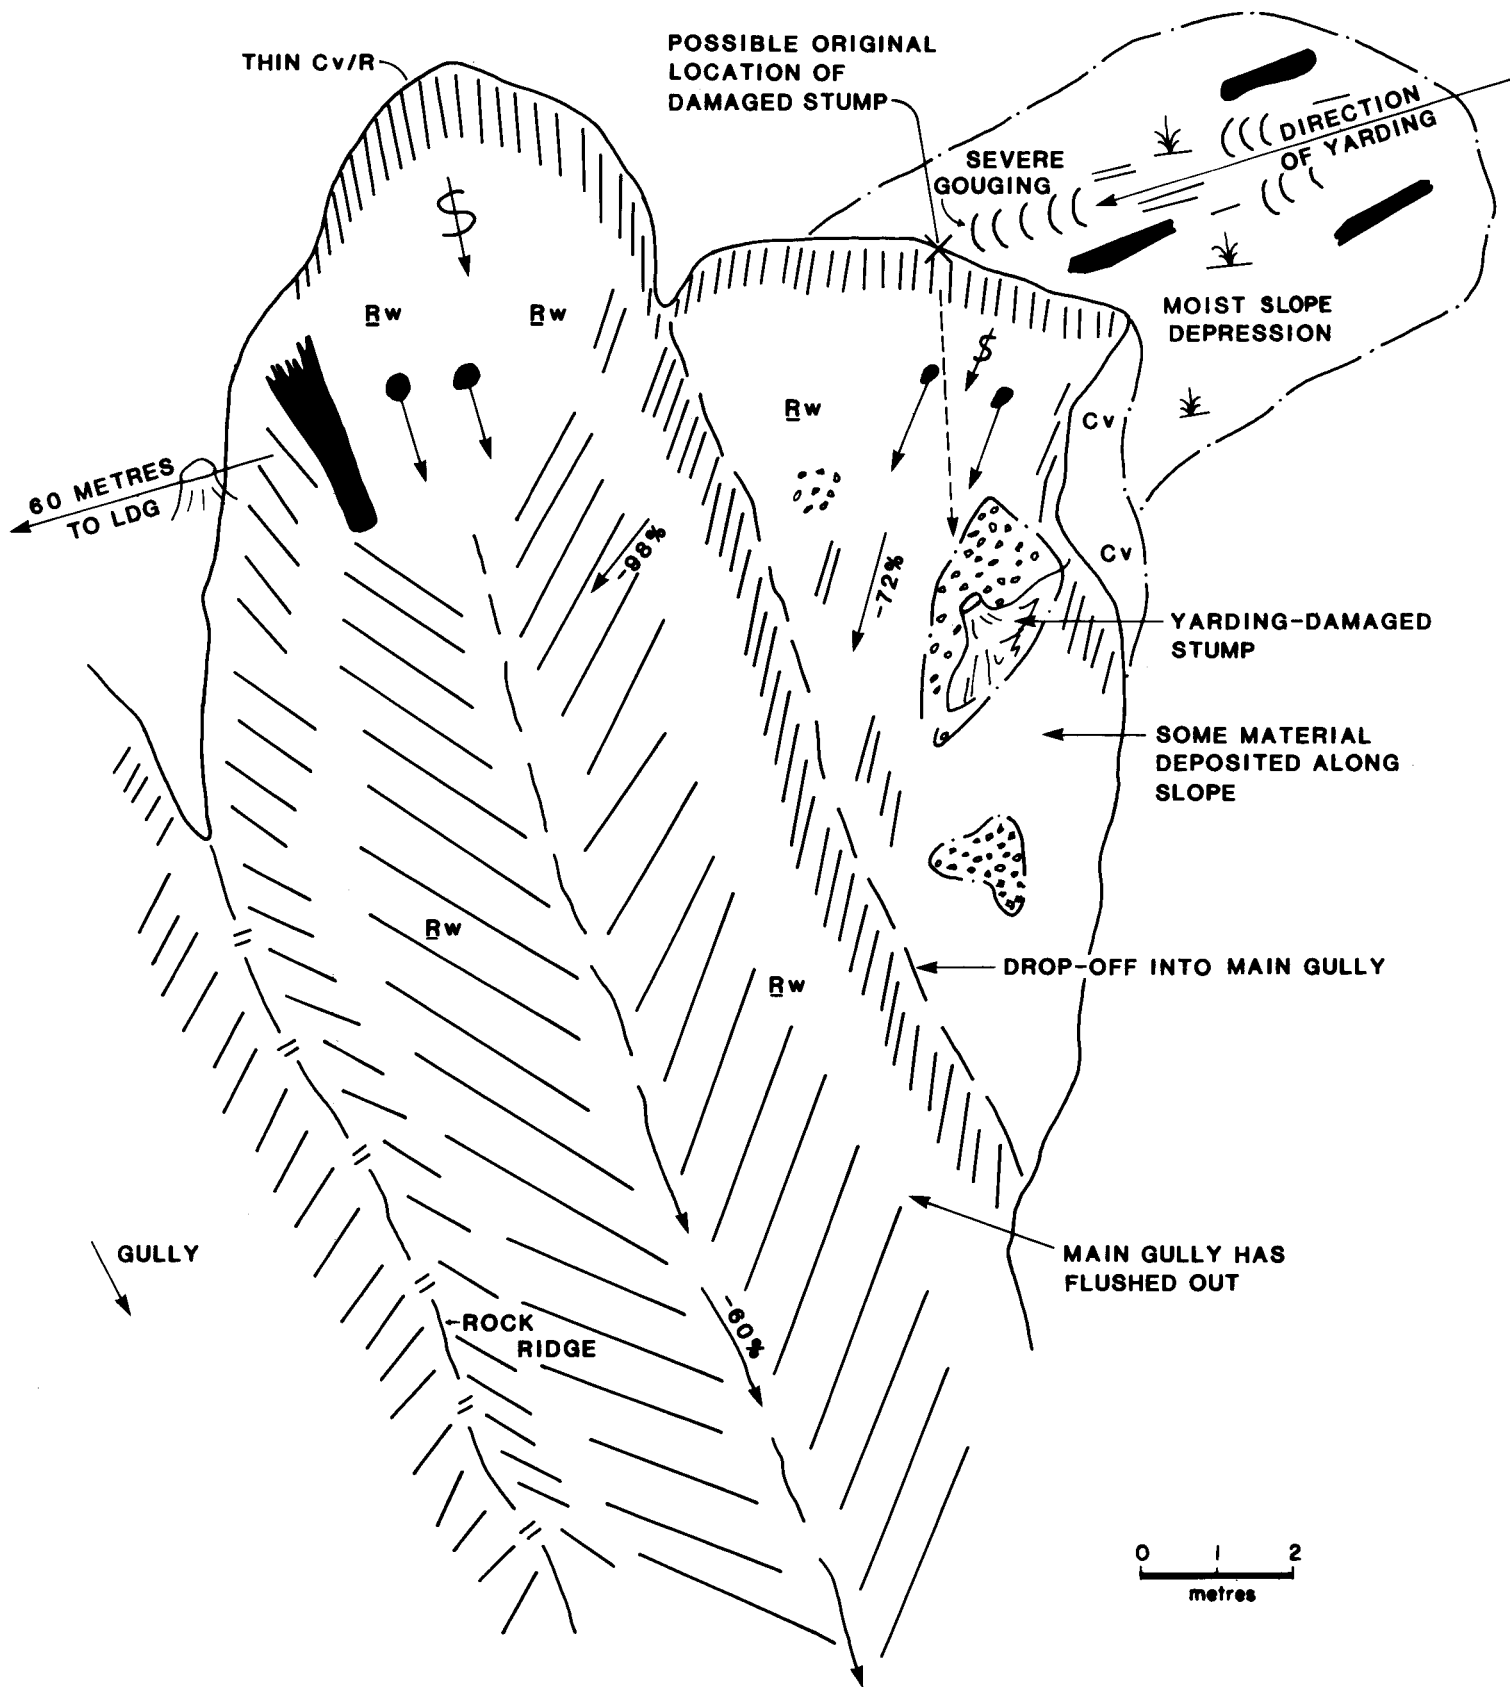 POSSIBLE ORIGINAL
LOCATION OF
DAMAGED STUMP
THIN Cv/R
DIRECTION
OF YARDING
SEVERE
GOUGING
$
MOIST SLOPE
DEPRESSION
Rw
Rw
$
Rw
Cv
60 METRES
TO LDG
-98%
-72%
Cv
YARDING-DAMAGED
STUMP
SOME MATERIAL
DEPOSITED ALONG
SLOPE
Rw
DROP-OFF INTO MAIN GULLY
Rw
GULLY
MAIN GULLY HAS
FLUSHED OUT
-60%
ROCK
RIDGE
0 1 2
metres